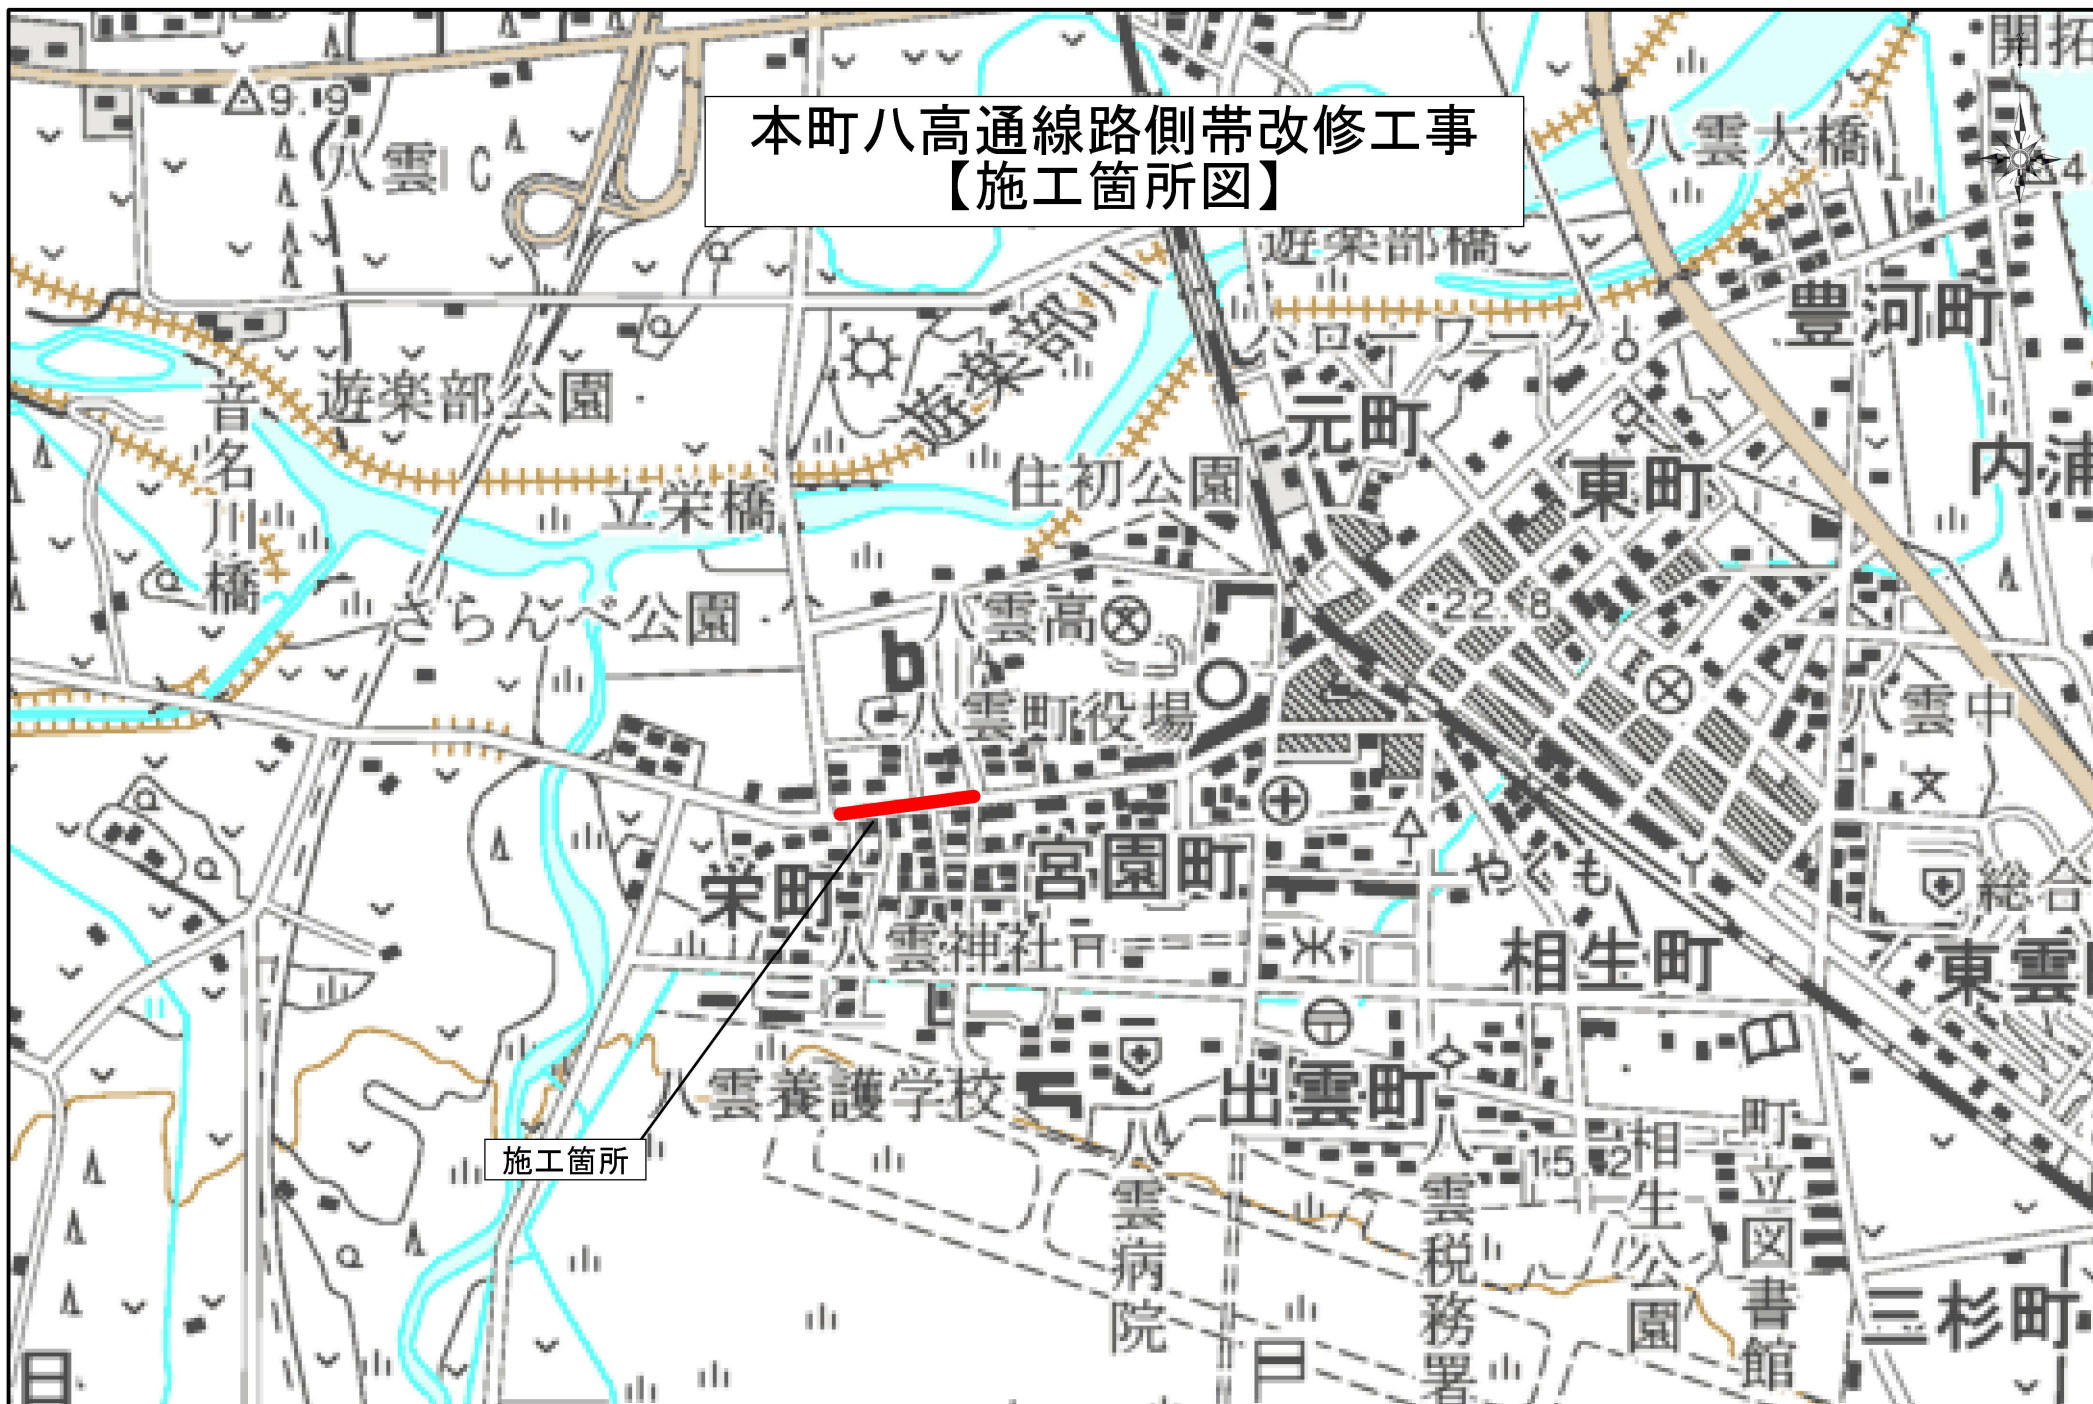 本町八高通線路側帯改修工事
【施工箇所図】
開拓
9.9
八雲IC
八雲大橋
4.
遊楽部橋
豊河町
遊楽部川
ハローワーク
音名川橋
遊楽部公園
元町
東町
内浦
住初公園
立栄橋
さらんべ公園
八雲高
22.8
八雲町役場
八雲中
栄町
宮園町
やくも
総合
八雲神社
相生町
東雲町
八雲養護学校
出雲町
施工箇所
八雲病院
八雲税務署
15.2
相生公園
町立図書館
三杉町